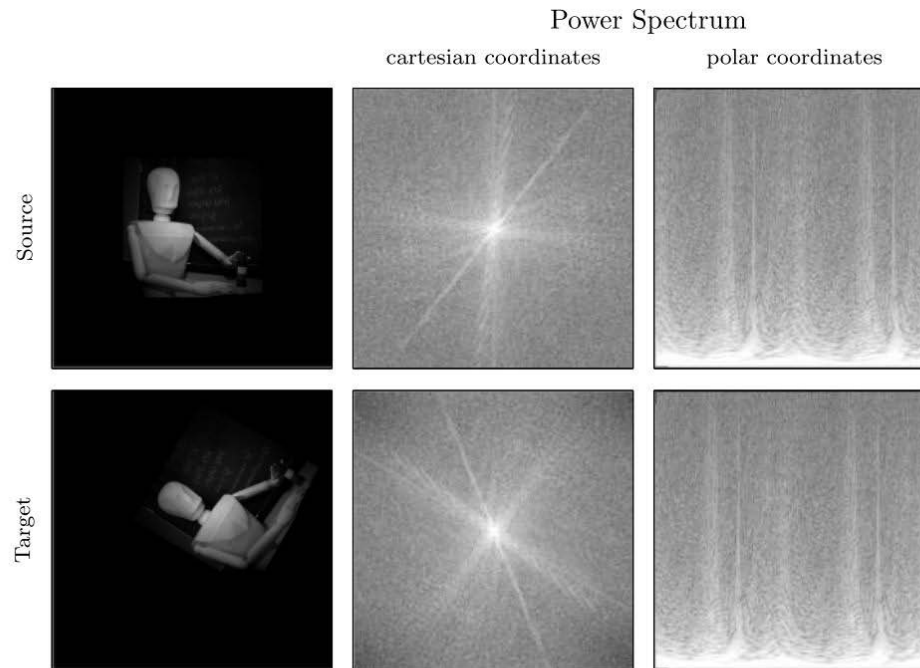 Power Spectrum
cartesian coordinates
polar coordinates
Source
Target